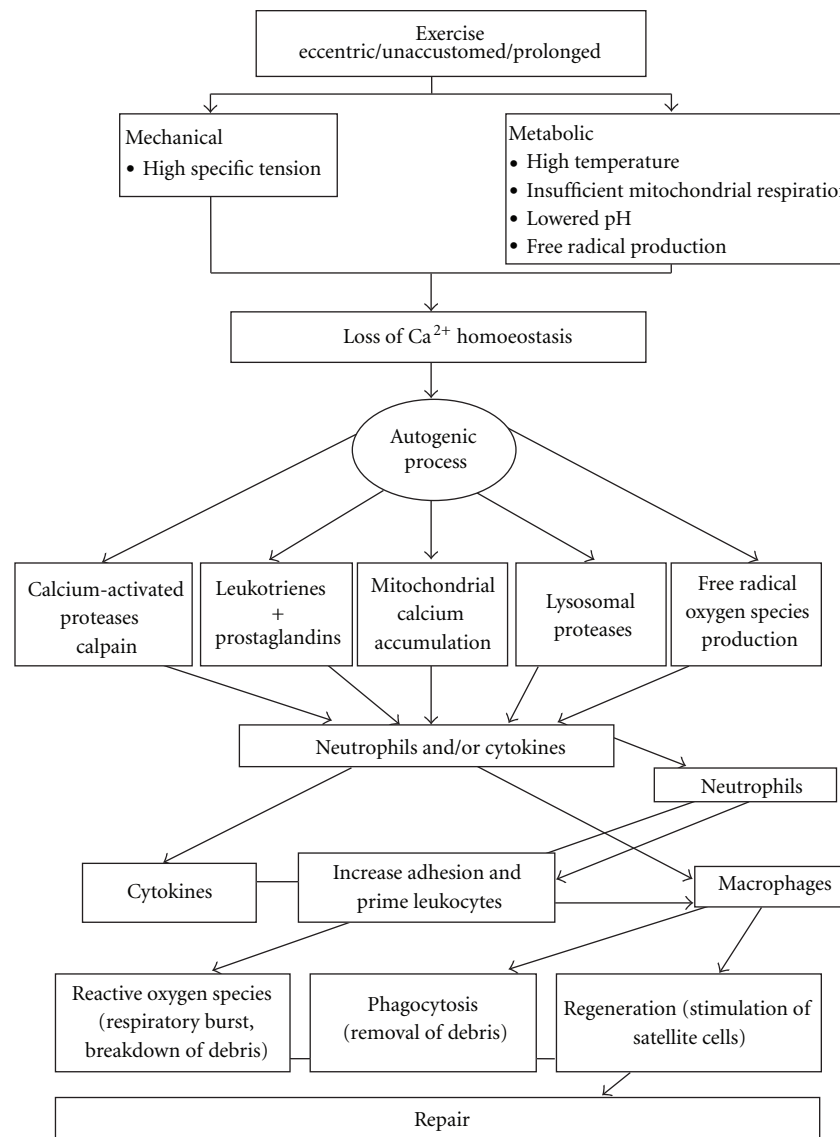 Exercise
eccentric/unaccustomed/prolonged
Mechanical
• High specific tension
Metabolic
• High temperature
• Insufficient mitochondrial respiration
• Lowered pH
• Free radical production
Loss of Ca²⁺ homoeostasis
Autogenic
process
Calcium-activated
proteases
calpain
Leukotrienes
+
prostaglandins
Mitochondrial
calcium
accumulation
Lysosomal
proteases
Free radical
oxygen species
production
Neutrophils and/or cytokines
Neutrophils
Cytokines
Increase adhesion and
prime leukocytes
Macrophages
Reactive oxygen species
(respiratory burst,
breakdown of debris)
Phagocytosis
(removal of debris)
Regeneration (stimulation of
satellite cells)
Repair